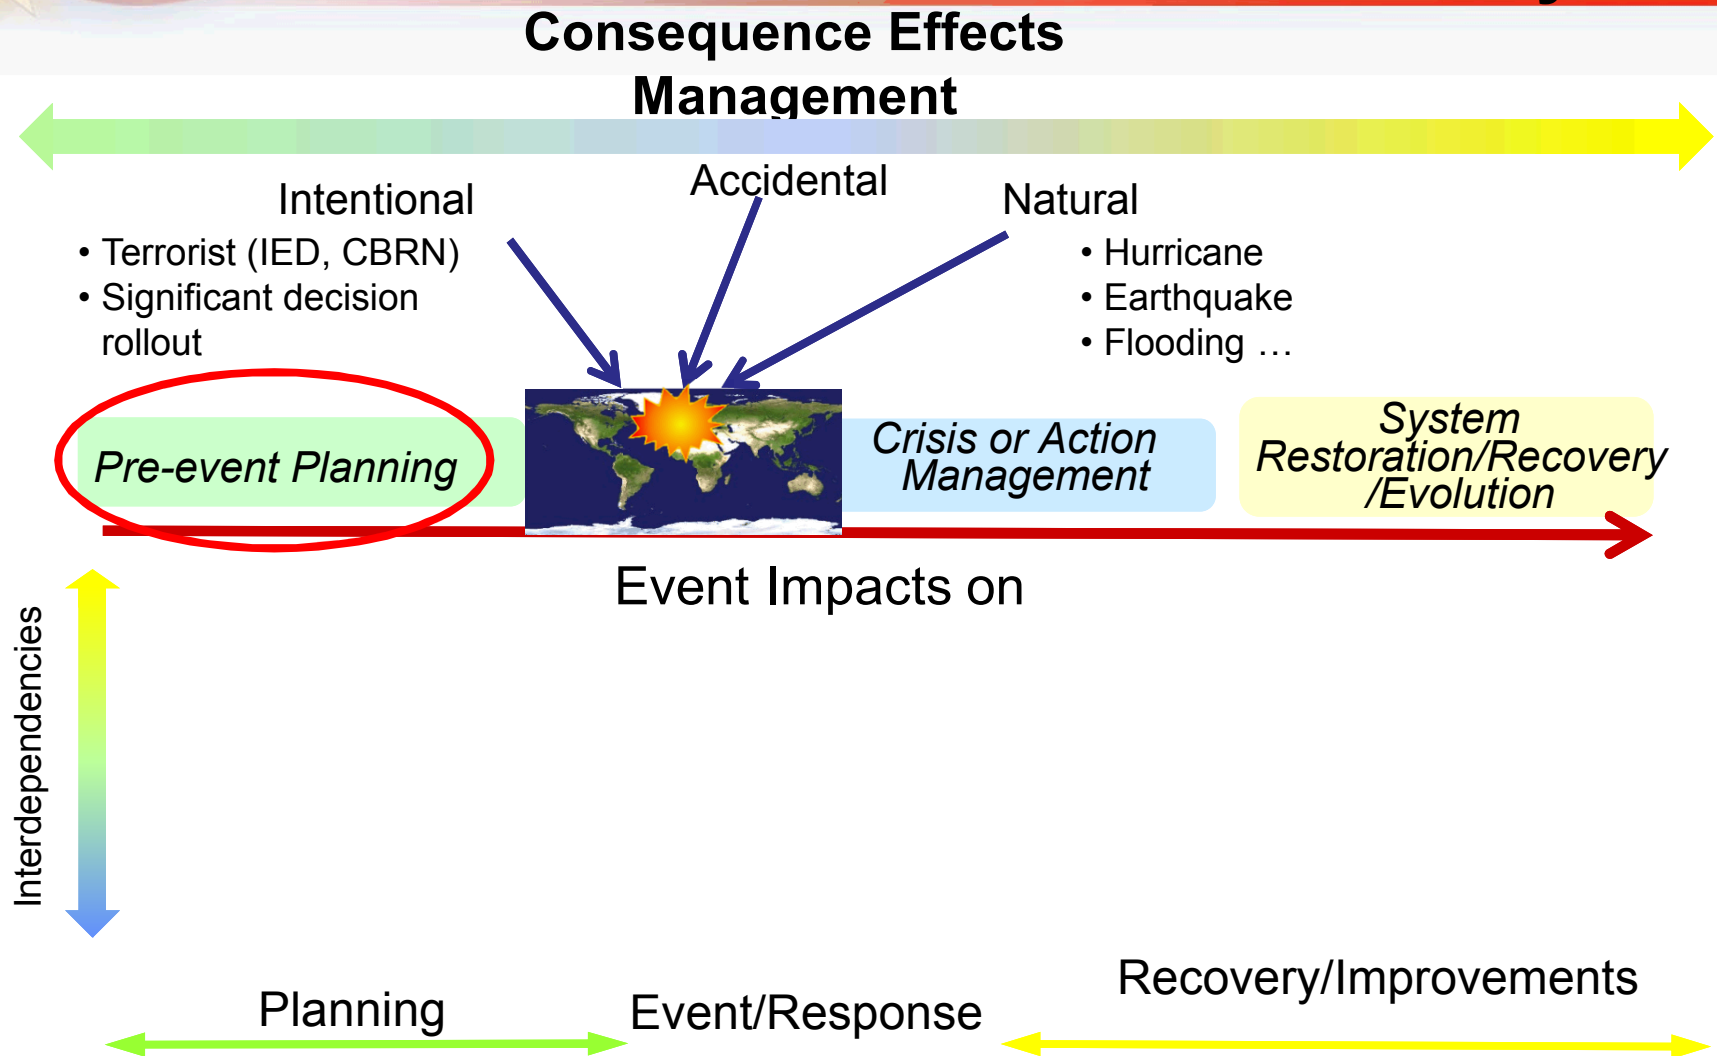 Consequence Effects
Management
Intentional
Accidental
Natural
• Terrorist (IED, CBRN)
• Significant decision
rollout
• Hurricane
• Earthquake
• Flooding …
Pre-event Planning
Crisis or Action
Management
System
Restoration/Recovery
/Evolution
Event Impacts on
Interdependencies
Planning
Event/Response
Recovery/Improvements